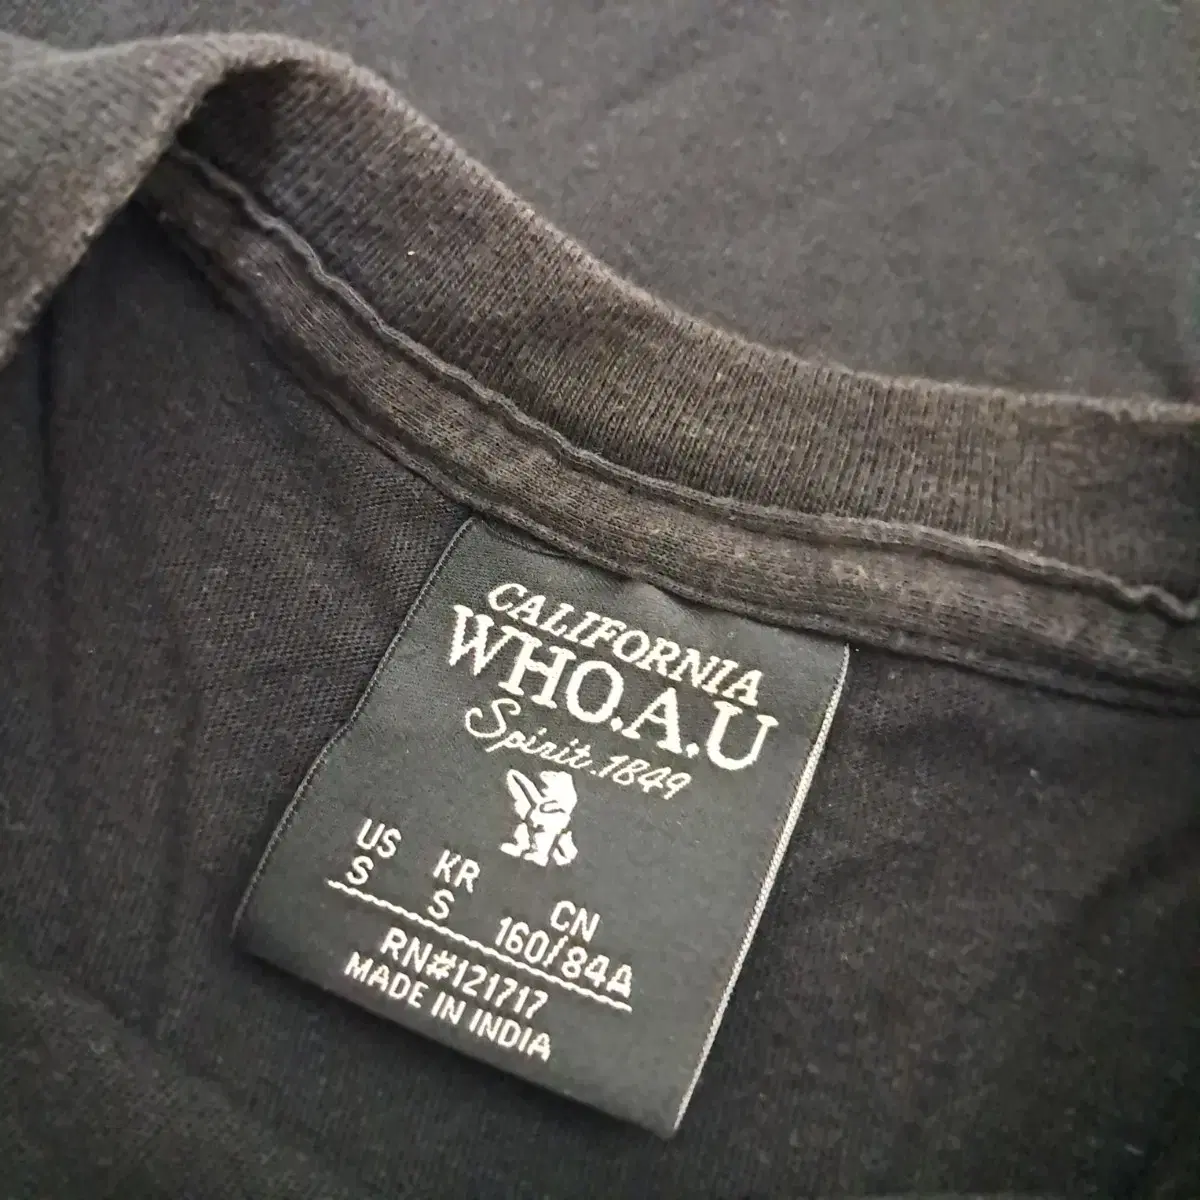 CALIFORNIA
WHO.A.U
Spirit.1849
US KR CN
S S 160/84A
RN#121717
MADE IN INDIA